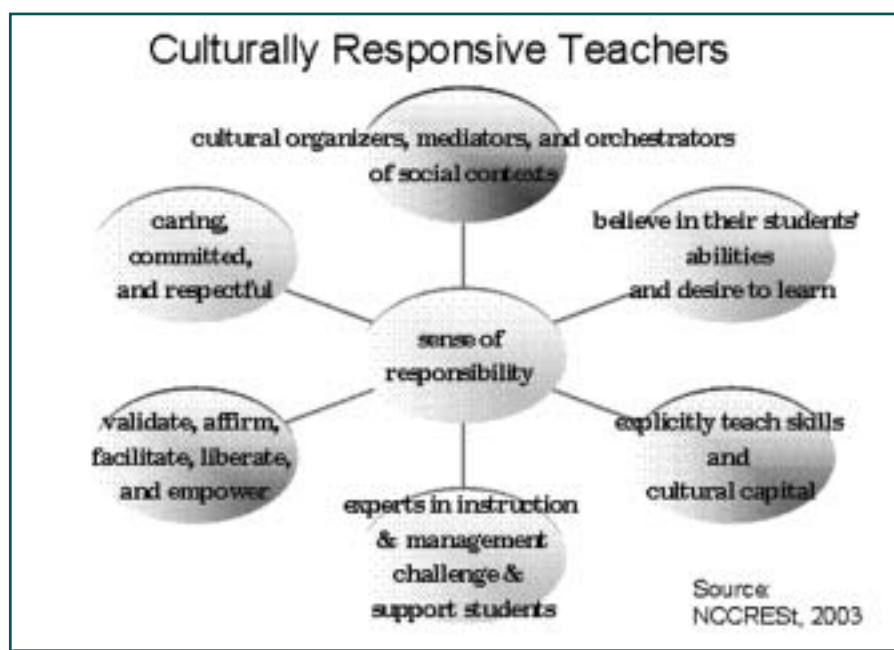 Culturally Responsive Teachers
cultural organizers, mediators, and orchestrators
of social contexts
caring,
committed,
and respectful
believe in their students'
abilities
and desire to learn
sense of
responsibility
validate, affirm,
facilitate, liberate,
and empower
explicitly teach skills
and
cultural capital
experts in instruction
& management
challenge &
support students
Source:
NCCRESt, 2003